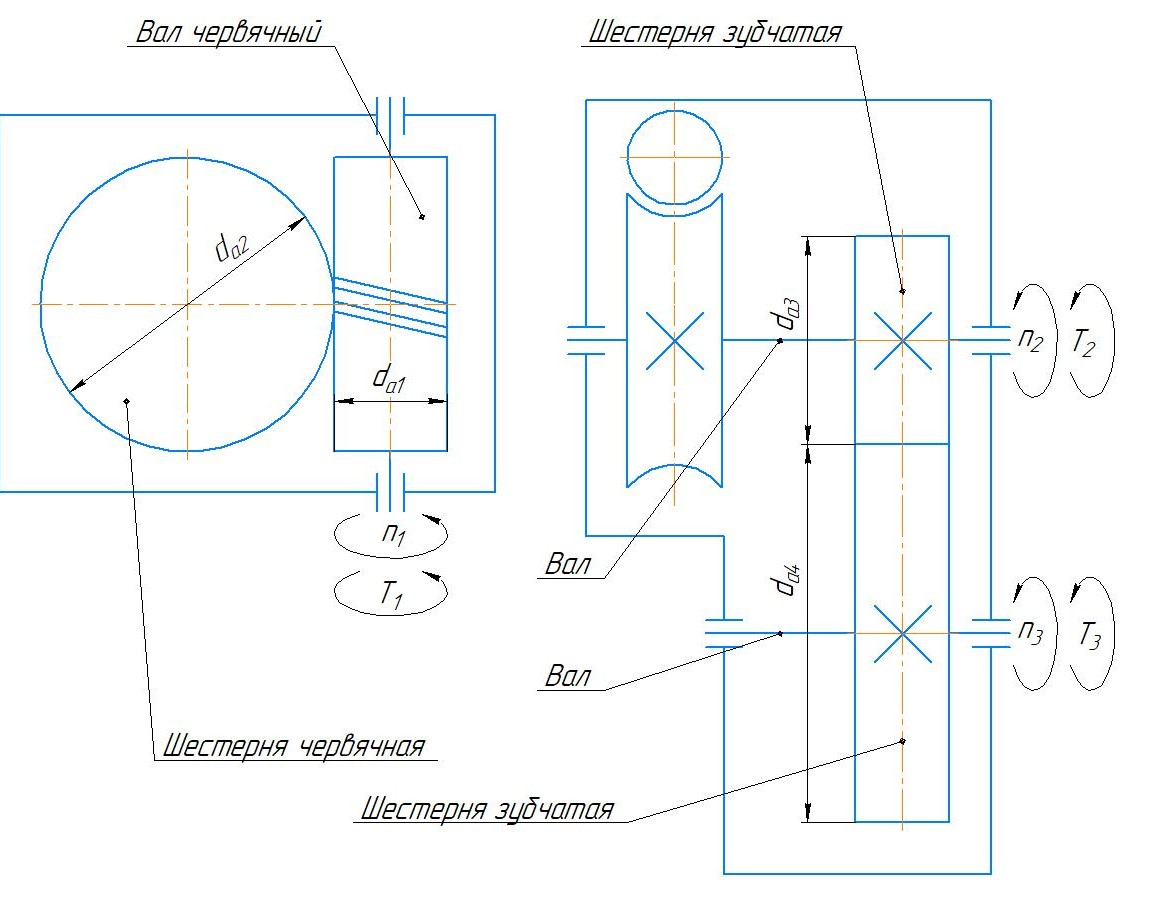 Вал червячный
Шестерня зубчатая
da2
da1
da3
n2
T2
n1
T1
Вал
da4
n3
T3
Вал
Шестерня червячная
Шестерня зубчатая